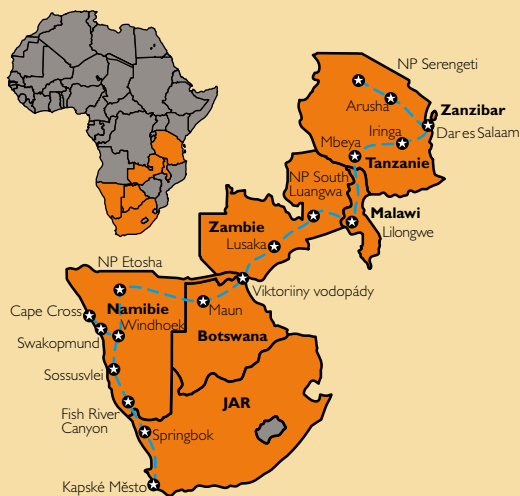 NP Serengeti
Arusha
Zanzibar
Iringa
Dar es Salaam
Mbeya
Tanzanie
NP South
Luangwa
Malawi
Zambie
Lilongwe
Lusaka
NP Etosha
Viktoriiny vodopády
Cape Cross
Namibie
Maun
Windhoek
Swakopmund
Botswana
Sossusvlei
JAR
Fish River
Canyon
Springbok
Kapské Město